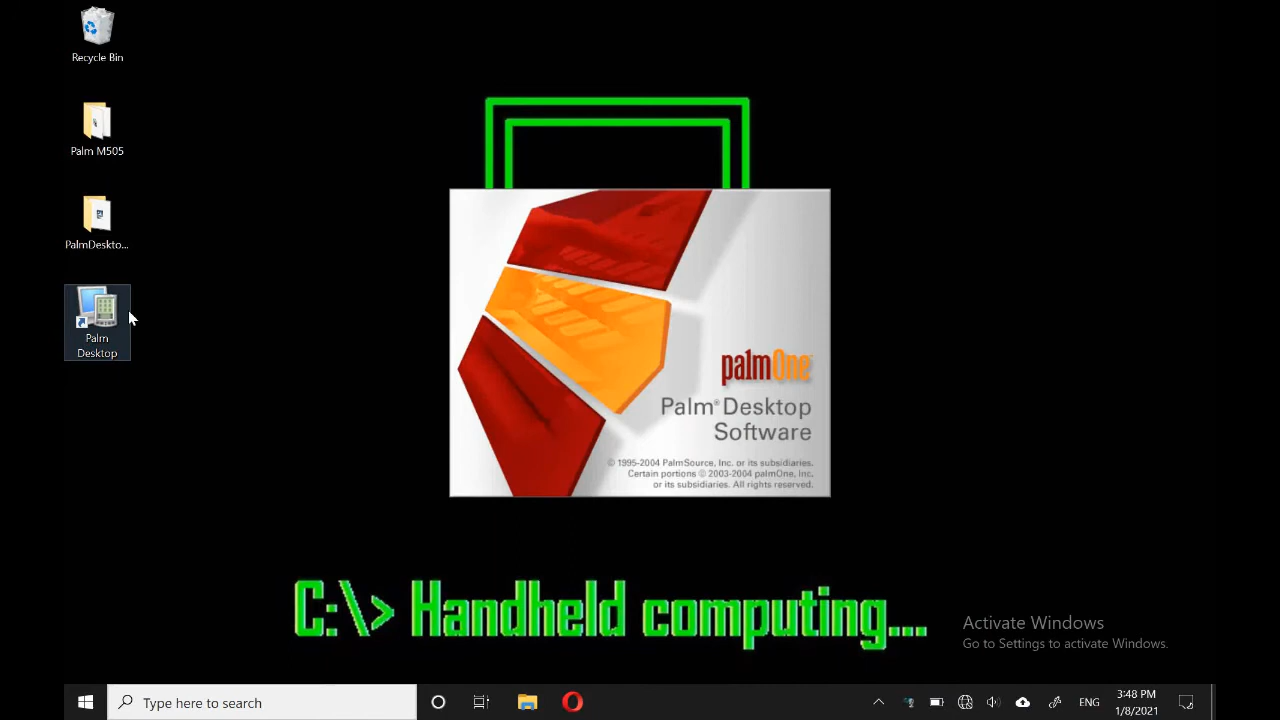 Recycle Bin
Palm M505
PalmDeskto...
Palm
Desktop
palmOne
Palm® Desktop
Software
© 1995-2004 PalmSource, Inc. or its subsidiaries.
Certain portions © 2003-2004 palmOne, Inc.
or its subsidiaries. All rights reserved.
C:\> Handheld computing...
Activate Windows
Go to Settings to activate Windows.
Type here to search
ENG
3:48 PM
1/8/2021